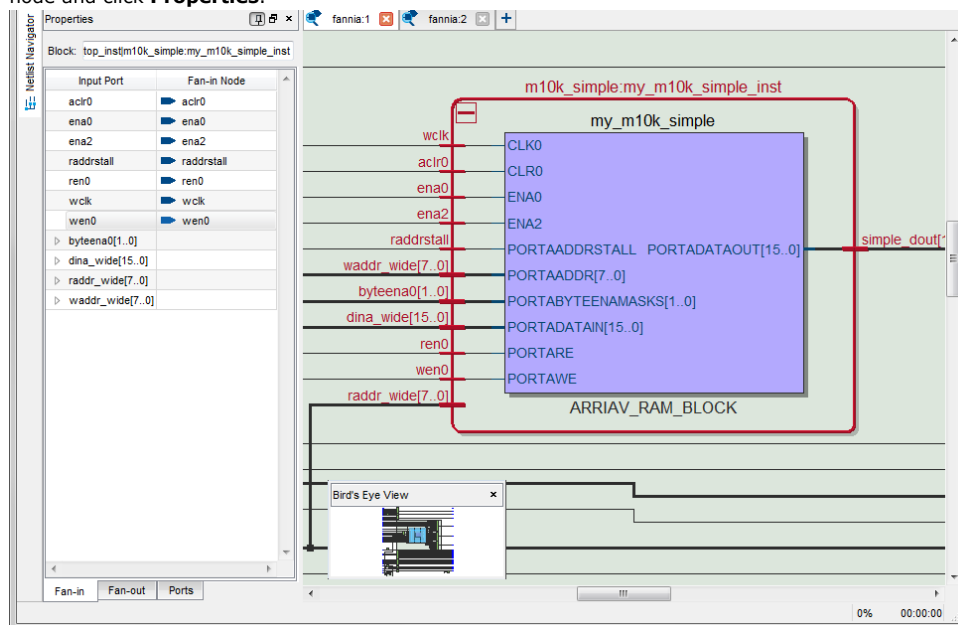 node and click Properties.
Netlist Navigator
Properties
fannia:1
fannia:2
Block: top_inst|m10k_simple:my_m10k_simple_inst
Input Port Fan-in Node
aclr0 aclr0
ena0 ena0
ena2 ena2
raddrstall raddrstall
ren0 ren0
wclk wclk
wen0 wen0
byteena0[1..0]
dina_wide[15..0]
raddr_wide[7..0]
waddr_wide[7..0]
m10k_simple:my_m10k_simple_inst
my_m10k_simple
wclk CLK0
aclr0 CLR0
ena0 ENA0
ena2 ENA2
raddrstall PORTAADDRSTALL PORTADATAOUT[15..0] simple_dout[1
waddr_wide[7..0] PORTAADDR[7..0]
byteena0[1..0] PORTABYTEENAMASKS[1..0]
dina_wide[15..0] PORTADATAIN[15..0]
ren0 PORTARE
wen0 PORTAWE
raddr_wide[7..0]
ARRIAV_RAM_BLOCK
Bird's Eye View
Fan-in Fan-out Ports
0% 00:00:00